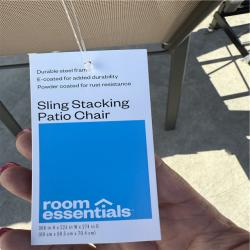 Durable steel frame
E-coated for added durability
Powder coated for rust resistance
Sling Stacking
Patio Chair
room
essentials